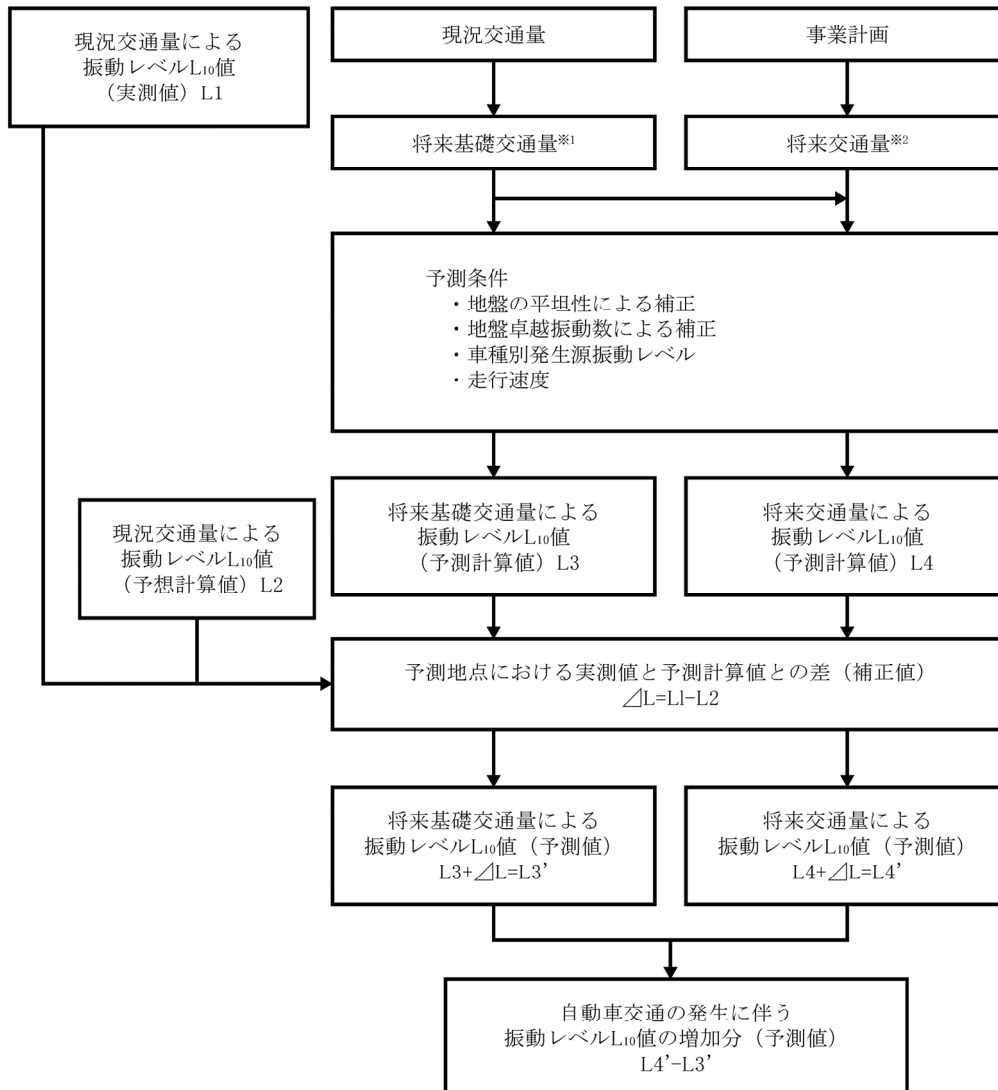 現況交通量による
振動レベルL₁₀値
（実測値）L1
現況交通量
事業計画
将来基礎交通量※1
将来交通量※2
予測条件
・地盤の平坦性による補正
・地盤卓越振動数による補正
・車種別発生源振動レベル
・走行速度
現況交通量による
振動レベルL₁₀値
（予想計算値）L2
将来基礎交通量による
振動レベルL₁₀値
（予測計算値）L3
将来交通量による
振動レベルL₁₀値
（予測計算値）L4
予測地点における実測値と予測計算値との差（補正値）
⊿L=Ll-L2
将来基礎交通量による
振動レベルL₁₀値（予測値）
L3+⊿L=L3’
将来交通量による
振動レベルL₁₀値（予測値）
L4+⊿L=L4’
自動車交通の発生に伴う
振動レベルL₁₀値の増加分（予測値）
L4’-L3’